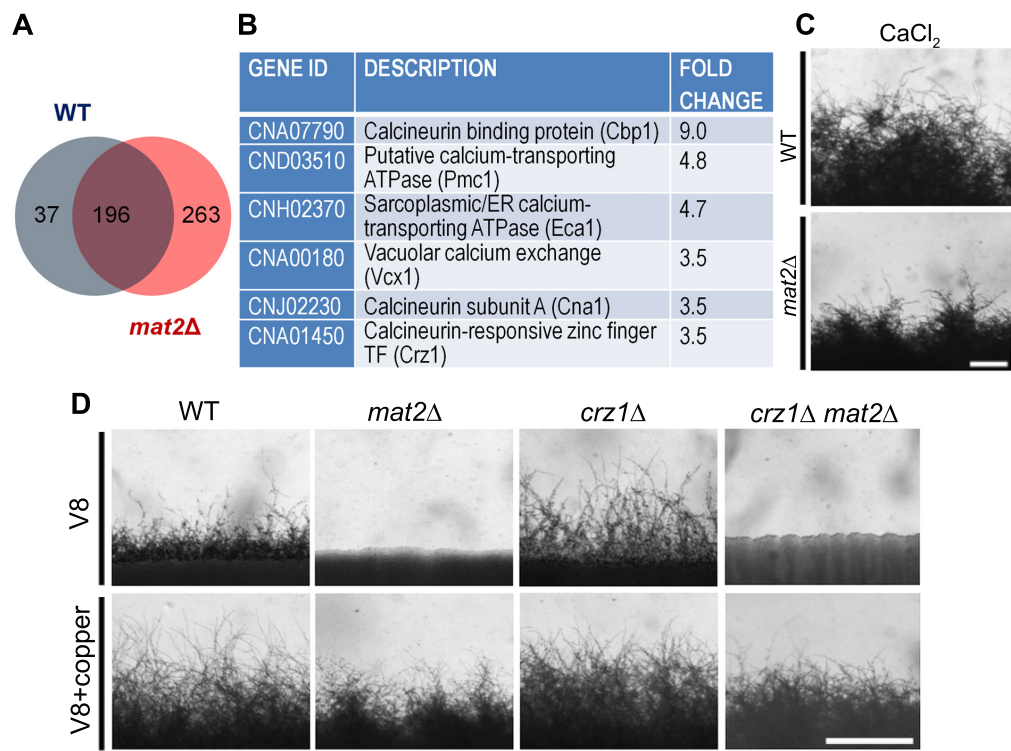 A
WT
37
196
263
mat2Δ
B
GENE ID DESCRIPTION FOLD
CHANGE
CNA07790 Calcineurin binding protein (Cbp1) 9.0
CND03510 Putative calcium-transporting 4.8
ATPase (Pmc1)
CNH02370 Sarcoplasmic/ER calcium- 4.7
transporting ATPase (Eca1)
CNA00180 Vacuolar calcium exchange 3.5
(Vcx1)
CNJ02230 Calcineurin subunit A (Cna1) 3.5
CNA01450 Calcineurin-responsive zinc finger 3.5
TF (Crz1)
C
CaCl₂
WT
mat2Δ
D
WT mat2Δ crz1Δ crz1Δ mat2Δ
V8
V8+copper